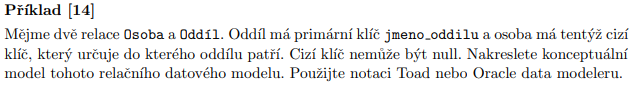 Příklad [14]
Mějme dvě relace Osoba a Oddíl. Oddíl má primární klíč jmeno_oddilu a osoba má tentýž cizí
klíč, který určuje do kterého oddílu patří. Cizí klíč nemůže být null. Nakreslete konceptuální
model tohoto relačního datového modelu. Použijte notaci Toad nebo Oracle data modeleru.